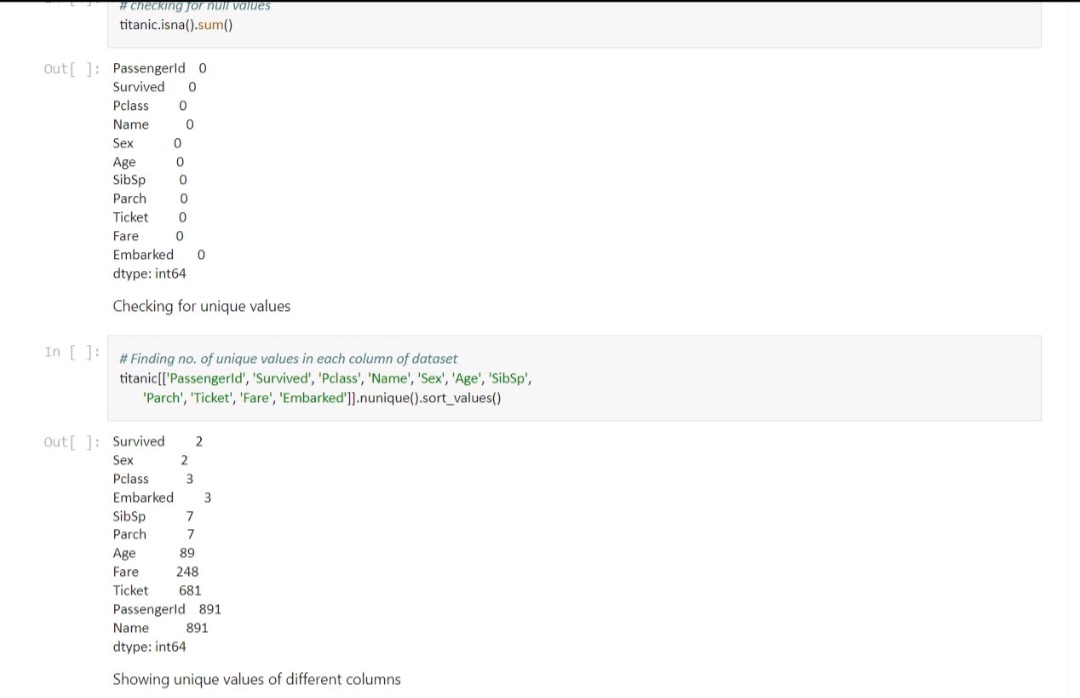 # checking for null values
titanic.isna().sum()
Out[ ]: PassengerId 0
Survived 0
Pclass 0
Name 0
Sex 0
Age 0
SibSp 0
Parch 0
Ticket 0
Fare 0
Embarked 0
dtype: int64
Checking for unique values
In [ ]:
# Finding no. of unique values in each column of dataset
titanic[['PassengerId', 'Survived', 'Pclass', 'Name', 'Sex', 'Age', 'SibSp',
'Parch', 'Ticket', 'Fare', 'Embarked']].nunique().sort_values()
Out[ ]: Survived 2
Sex 2
Pclass 3
Embarked 3
SibSp 7
Parch 7
Age 89
Fare 248
Ticket 681
PassengerId 891
Name 891
dtype: int64
Showing unique values of different columns